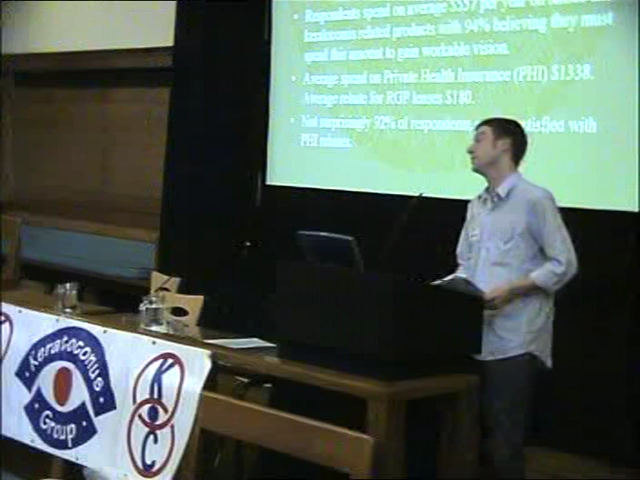 • Respondents spend on average $557 per year on
keratoconus related products with 94% believing they must
spend this amount to gain workable vision.
• Average spend on Private Health Insurance (PHI) $1338.
Average rebate for RGP lenses $180.
• Not surprisingly 92% of respondents satisfied with
PHI rebates.
Keratoconus
Group
K
C